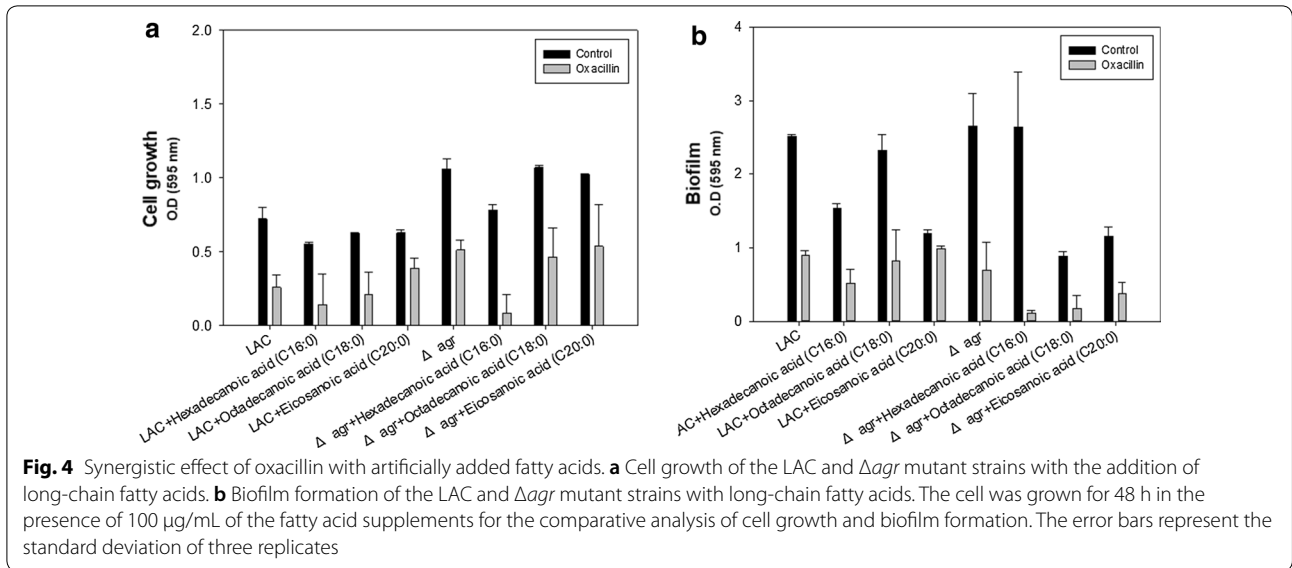 a
2.0
1.5
1.0
0.5
0.0
Cell growth
O.D (595 nm)
Control
Oxacillin
LAC
LAC+Hexadecanoic acid (C16:0)
LAC+Octadecanoic acid (C18:0)
LAC+Eicosanoic acid (C20:0)
Δ agr
Δ agr+Hexadecanoic acid (C16:0)
Δ agr+Octadecanoic acid (C18:0)
Δ agr+Eicosanoic acid (C20:0)
b
4
3
2
1
0
Biofilm
O.D (595 nm)
Control
Oxacillin
LAC
AC+Hexadecanoic acid (C16:0)
LAC+Octadecanoic acid (C18:0)
LAC+Eicosanoic acid (C20:0)
Δ agr
Δ agr+Hexadecanoic acid (C16:0)
Δ agr+Octadecanoic acid (C18:0)
Δ agr+Eicosanoic acid (C20:0)
Fig. 4 Synergistic effect of oxacillin with artificially added fatty acids. a Cell growth of the LAC and Δagr mutant strains with the addition of
long-chain fatty acids. b Biofilm formation of the LAC and Δagr mutant strains with long-chain fatty acids. The cell was grown for 48 h in the
presence of 100 µg/mL of the fatty acid supplements for the comparative analysis of cell growth and biofilm formation. The error bars represent the
standard deviation of three replicates